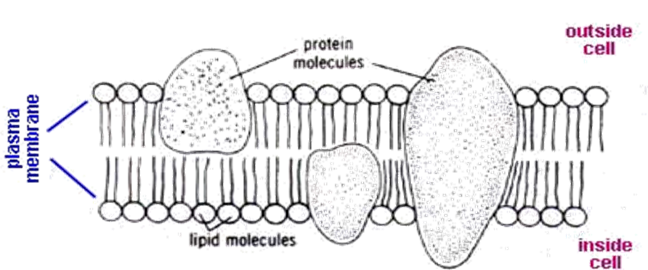 protein
molecules
outside
cell
plasma
membrane
lipid molecules
inside
cell